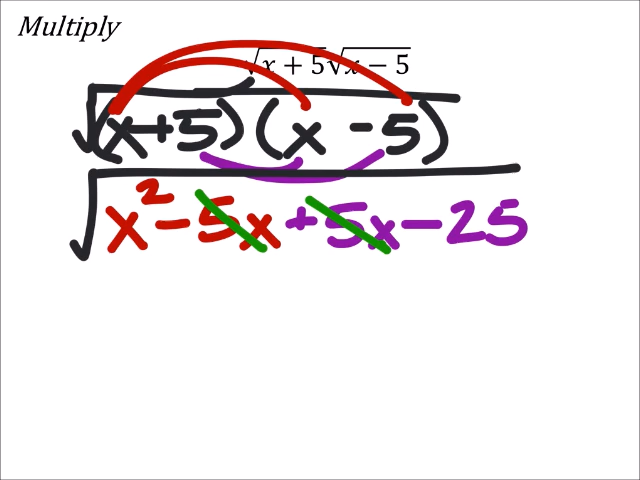 Multiply
√x + 5√x − 5
√(x+5)(x-5)
√x²-5x+5x-25